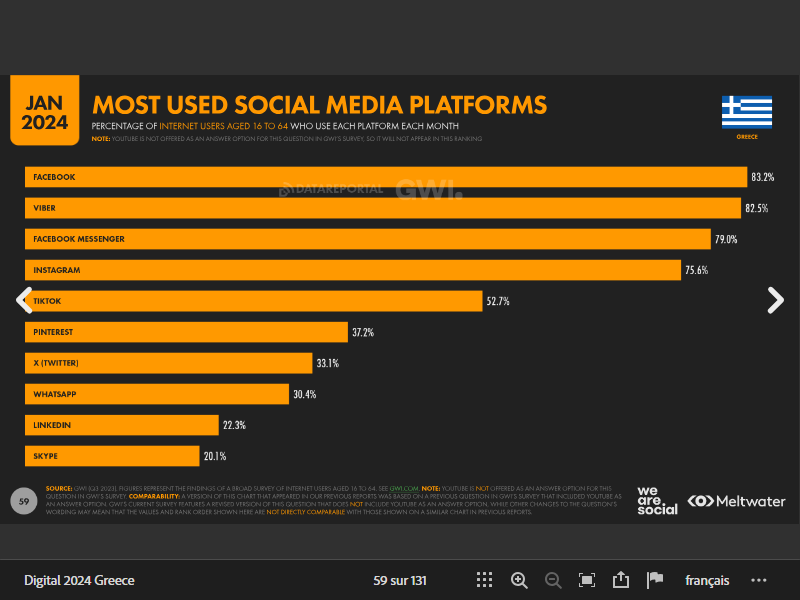 JAN
2024
MOST USED SOCIAL MEDIA PLATFORMS
PERCENTAGE OF INTERNET USERS AGED 16 TO 64 WHO USE EACH PLATFORM EACH MONTH
NOTE: YOUTUBE IS NOT OFFERED AS AN ANSWER OPTION FOR THIS QUESTION IN GWI'S SURVEY, SO IT WILL NOT APPEAR IN THIS RANKING
GREECE
FACEBOOK 83.2%
DATAREPORTAL GWI.
VIBER 82.5%
FACEBOOK MESSENGER 79.0%
INSTAGRAM 75.6%
TIKTOK 52.7%
PINTEREST 37.2%
X (TWITTER) 33.1%
WHATSAPP 30.4%
LINKEDIN 22.3%
SKYPE 20.1%
59
SOURCE: GWI (Q3 2023). FIGURES REPRESENT THE FINDINGS OF A BROAD SURVEY OF INTERNET USERS AGED 16 TO 64. SEE GWI.COM. NOTE: YOUTUBE IS NOT OFFERED AS AN ANSWER OPTION FOR THIS
QUESTION IN GWI'S SURVEY. COMPARABILITY: A VERSION OF THIS CHART THAT APPEARED IN OUR PREVIOUS REPORTS WAS BASED ON A PREVIOUS QUESTION IN GWI'S SURVEY THAT INCLUDED YOUTUBE AS
AN ANSWER OPTION. GWI'S CURRENT SURVEY FEATURES A REVISED VERSION OF THIS QUESTION THAT DOES NOT INCLUDE YOUTUBE AS AN ANSWER OPTION, WHILE OTHER CHANGES TO THE QUESTION'S
WORDING MAY MEAN THAT THE VALUES AND RANK ORDER SHOWN HERE ARE NOT DIRECTLY COMPARABLE WITH THOSE SHOWN ON A SIMILAR CHART IN PREVIOUS REPORTS.
we
are.
social
Meltwater
Digital 2024 Greece
59 sur 131
français